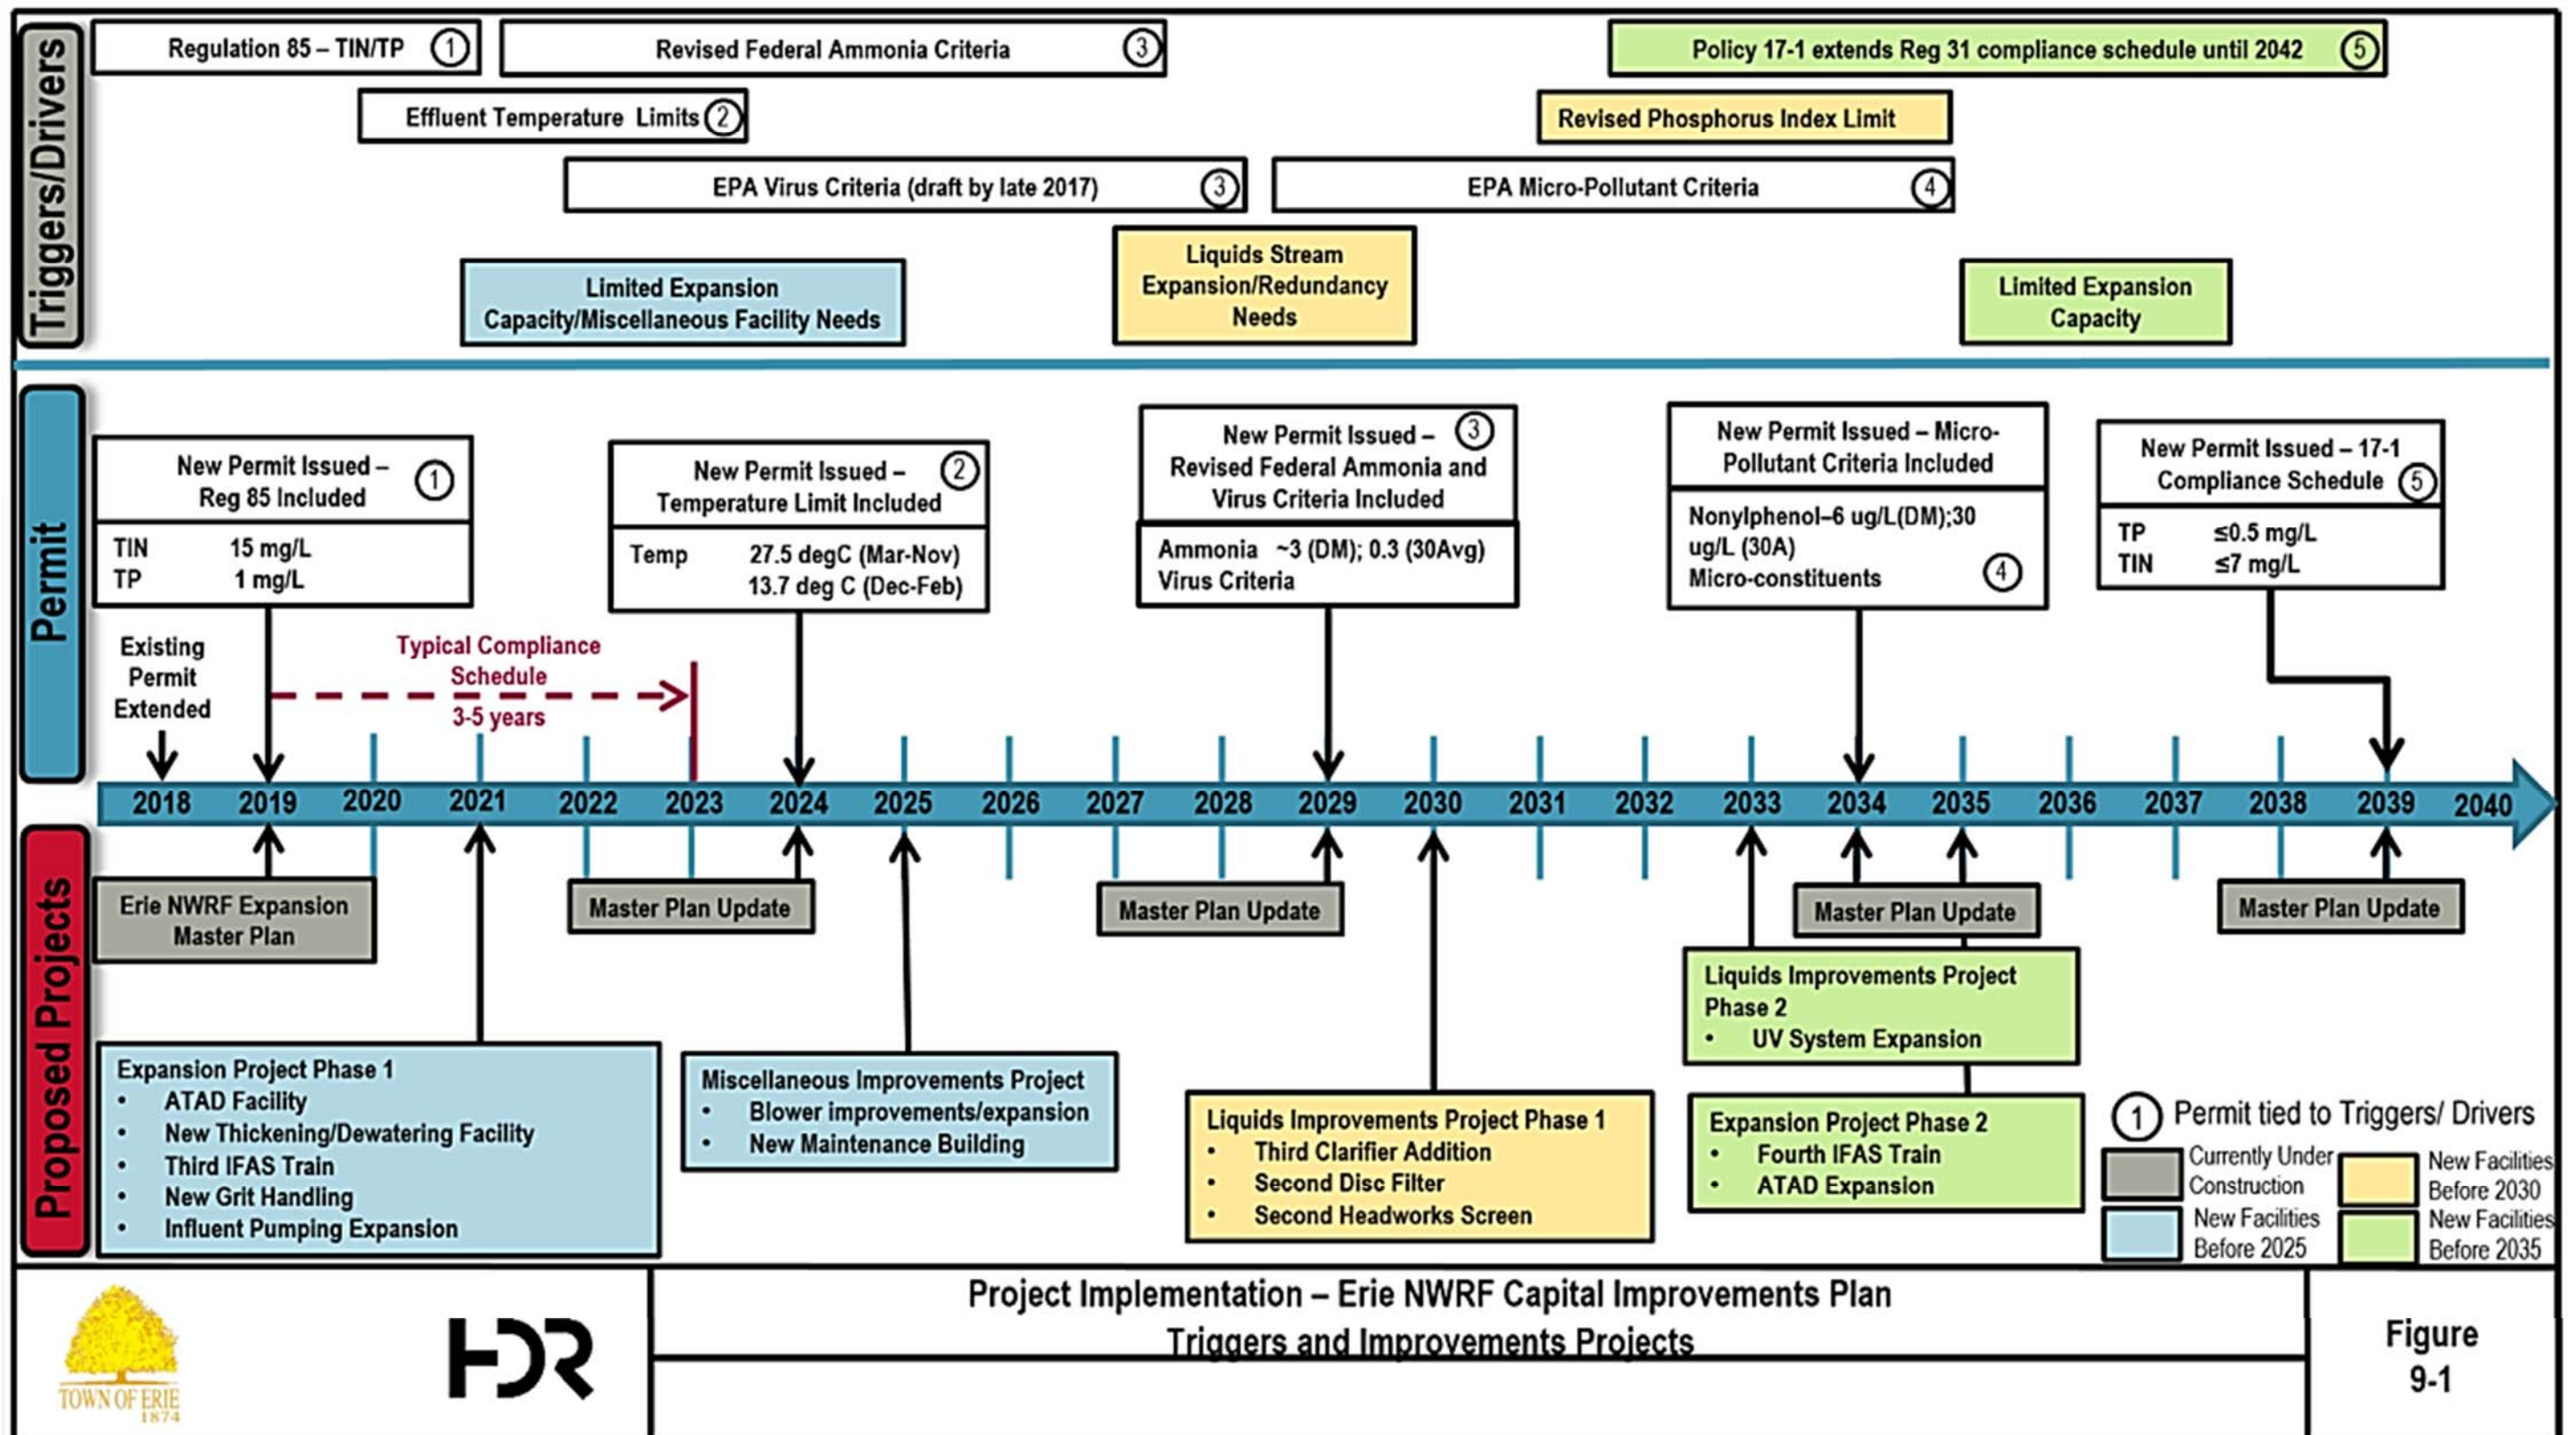 Triggers/Drivers
Regulation 85 – TIN/TP 1
Revised Federal Ammonia Criteria 3
Policy 17-1 extends Reg 31 compliance schedule until 2042 5
Effluent Temperature Limits 2
Revised Phosphorus Index Limit
EPA Virus Criteria (draft by late 2017) 3
EPA Micro-Pollutant Criteria 4
Limited Expansion
Capacity/Miscellaneous Facility Needs
Liquids Stream
Expansion/Redundancy
Needs
Limited Expansion
Capacity
Permit
New Permit Issued –
Reg 85 Included
1
TIN 15 mg/L
TP 1 mg/L
New Permit Issued –
Temperature Limit Included
2
Temp 27.5 degC (Mar-Nov)
13.7 deg C (Dec-Feb)
New Permit Issued – 3
Revised Federal Ammonia and
Virus Criteria Included
Ammonia ~3 (DM); 0.3 (30Avg)
Virus Criteria
New Permit Issued – Micro-
Pollutant Criteria Included
Nonylphenol–6 ug/L(DM);30
ug/L (30A)
Micro-constituents 4
New Permit Issued – 17-1
Compliance Schedule 5
TP ≤0.5 mg/L
TIN ≤7 mg/L
Existing
Permit
Extended
Typical Compliance
Schedule
3-5 years
2018 2019 2020 2021 2022 2023 2024 2025 2026 2027 2028 2029 2030 2031 2032 2033 2034 2035 2036 2037 2038 2039 2040
Proposed Projects
Erie NWRF Expansion
Master Plan
Master Plan Update
Master Plan Update
Master Plan Update
Master Plan Update
Expansion Project Phase 1
• ATAD Facility
• New Thickening/Dewatering Facility
• Third IFAS Train
• New Grit Handling
• Influent Pumping Expansion
Miscellaneous Improvements Project
• Blower improvements/expansion
• New Maintenance Building
Liquids Improvements Project Phase 1
• Third Clarifier Addition
• Second Disc Filter
• Second Headworks Screen
Liquids Improvements Project
Phase 2
• UV System Expansion
Expansion Project Phase 2
• Fourth IFAS Train
• ATAD Expansion
1 Permit tied to Triggers/ Drivers
Currently Under
Construction
New Facilities
Before 2025
New Facilities
Before 2030
New Facilities
Before 2035
TOWN OF ERIE
1874
HDR
Project Implementation – Erie NWRF Capital Improvements Plan
Triggers and Improvements Projects
Figure
9-1